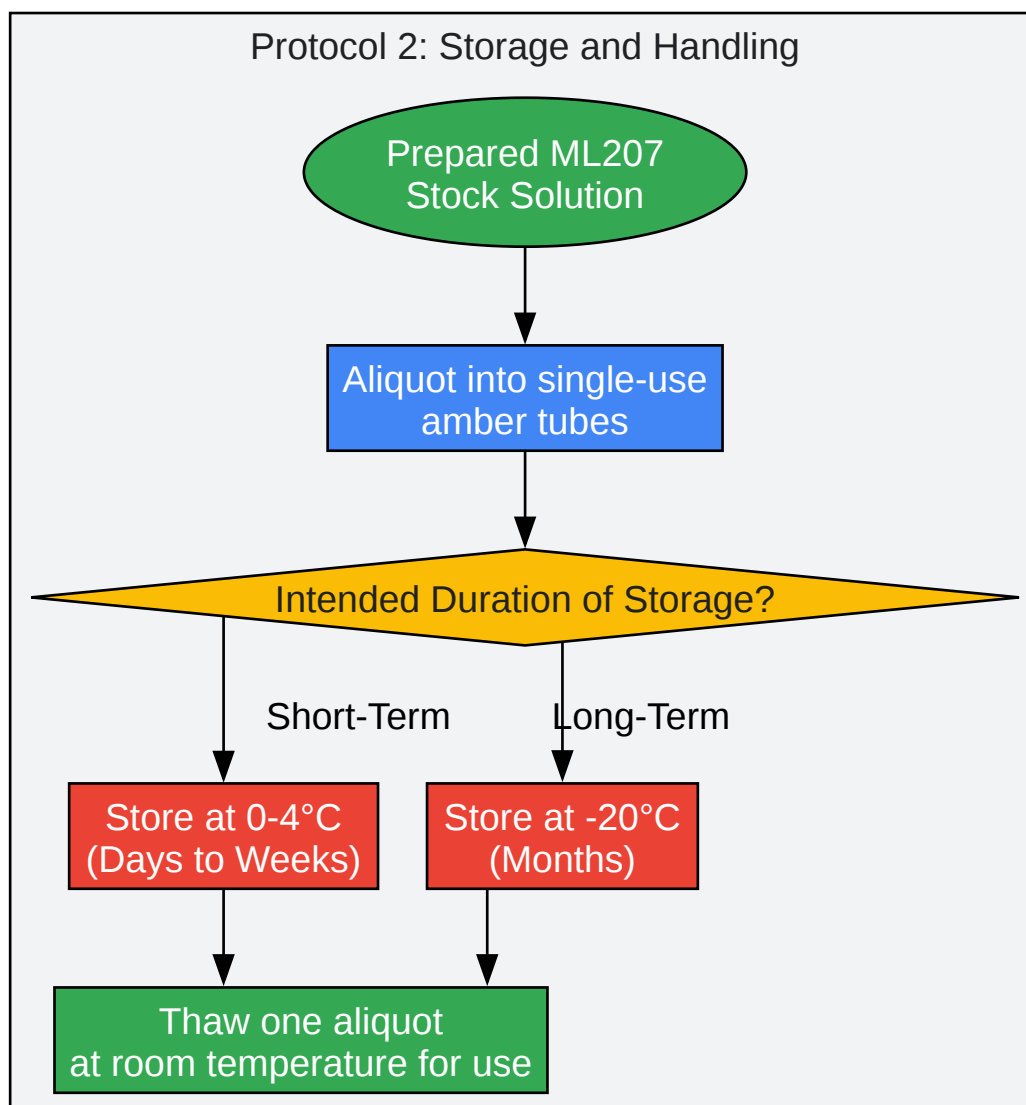 Protocol 2: Storage and Handling
Prepared ML207
Stock Solution
Aliquot into single-use
amber tubes
Intended Duration of Storage?
Short-Term
Long-Term
Store at 0-4°C
(Days to Weeks)
Store at -20°C
(Months)
Thaw one aliquot
at room temperature for use